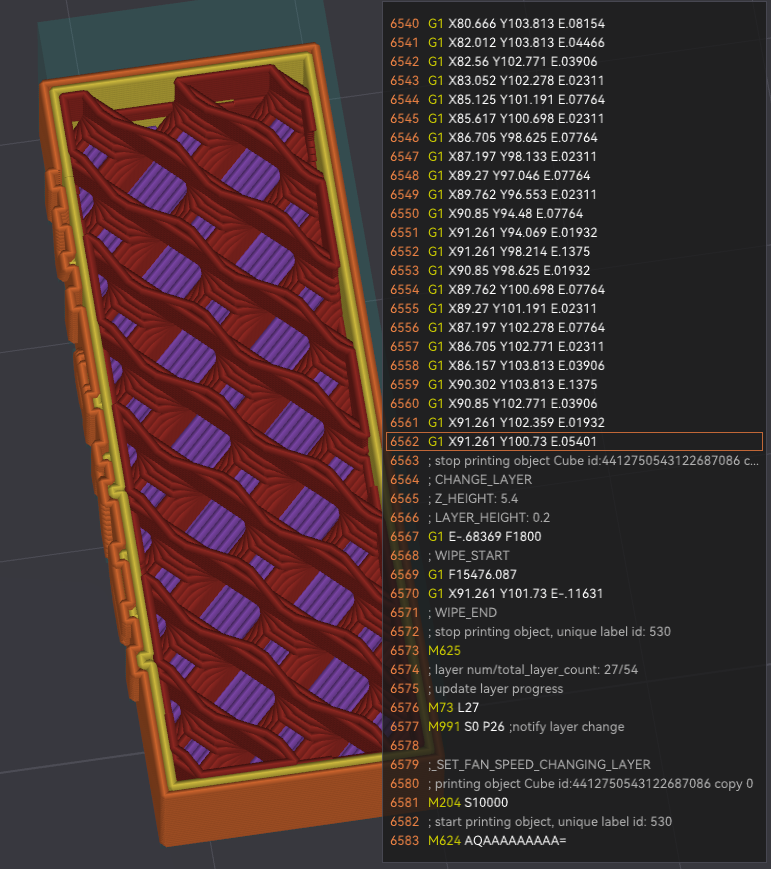 6540 G1 X80.666 Y103.813 E.08154
6541 G1 X82.012 Y103.813 E.04466
6542 G1 X82.56 Y102.771 E.03906
6543 G1 X83.052 Y102.278 E.02311
6544 G1 X85.125 Y101.191 E.07764
6545 G1 X85.617 Y100.698 E.02311
6546 G1 X86.705 Y98.625 E.07764
6547 G1 X87.197 Y98.133 E.02311
6548 G1 X89.27 Y97.046 E.07764
6549 G1 X89.762 Y96.553 E.02311
6550 G1 X90.85 Y94.48 E.07764
6551 G1 X91.261 Y94.069 E.01932
6552 G1 X91.261 Y98.214 E.1375
6553 G1 X90.85 Y98.625 E.01932
6554 G1 X89.762 Y100.698 E.07764
6555 G1 X89.27 Y101.191 E.02311
6556 G1 X87.197 Y102.278 E.07764
6557 G1 X86.705 Y102.771 E.02311
6558 G1 X86.157 Y103.813 E.03906
6559 G1 X90.302 Y103.813 E.1375
6560 G1 X90.85 Y102.771 E.03906
6561 G1 X91.261 Y102.359 E.01932
6562 G1 X91.261 Y100.73 E.05401
6563 ; stop printing object Cube id:4412750543122687086 c...
6564 ; CHANGE_LAYER
6565 ; Z_HEIGHT: 5.4
6566 ; LAYER_HEIGHT: 0.2
6567 G1 E-.68369 F1800
6568 ; WIPE_START
6569 G1 F15476.087
6570 G1 X91.261 Y101.73 E-.11631
6571 ; WIPE_END
6572 ; stop printing object, unique label id: 530
6573 M625
6574 ; layer num/total_layer_count: 27/54
6575 ; update layer progress
6576 M73 L27
6577 M991 S0 P26 ;notify layer change
6578
6579 ;_SET_FAN_SPEED_CHANGING_LAYER
6580 ; printing object Cube id:4412750543122687086 copy 0
6581 M204 S10000
6582 ; start printing object, unique label id: 530
6583 M624 AQAAAAAAAAA=